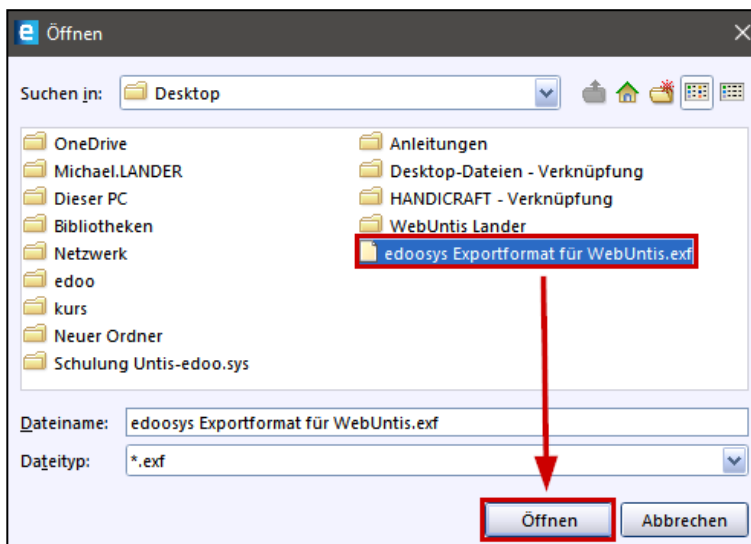 e Öffnen
Suchen in: Desktop
OneDrive
Michael.LANDER
Dieser PC
Bibliotheken
Netzwerk
edoo
kurs
Neuer Ordner
Schulung Untis-edoo.sys
Anleitungen
Desktop-Dateien - Verknüpfung
HANDICRAFT - Verknüpfung
WebUntis Lander
edoosys Exportformat für WebUntis.exf
Dateiname: edoosys Exportformat für WebUntis.exf
Dateityp: *.exf
Öffnen Abbrechen